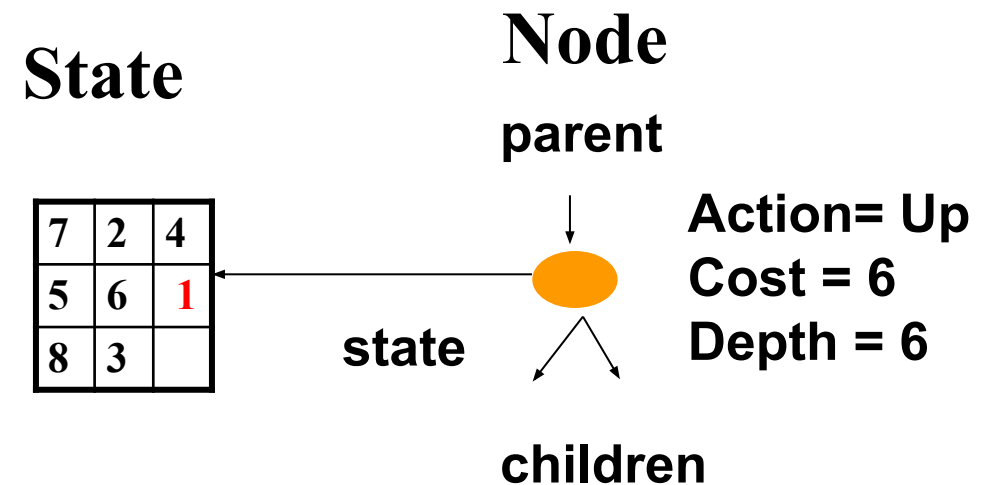 State
Node
parent
7 2 4
5 6 1
8 3
state
Action= Up
Cost = 6
Depth = 6
children